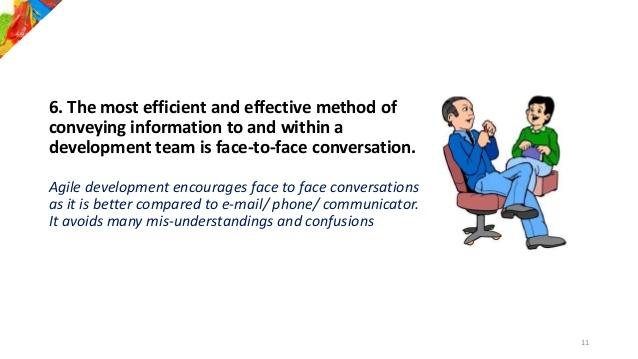 6. The most efficient and effective method of
conveying information to and within a
development team is face-to-face conversation.
Agile development encourages face to face conversations
as it is better compared to e-mail/ phone/ communicator.
It avoids many mis-understandings and confusions
11